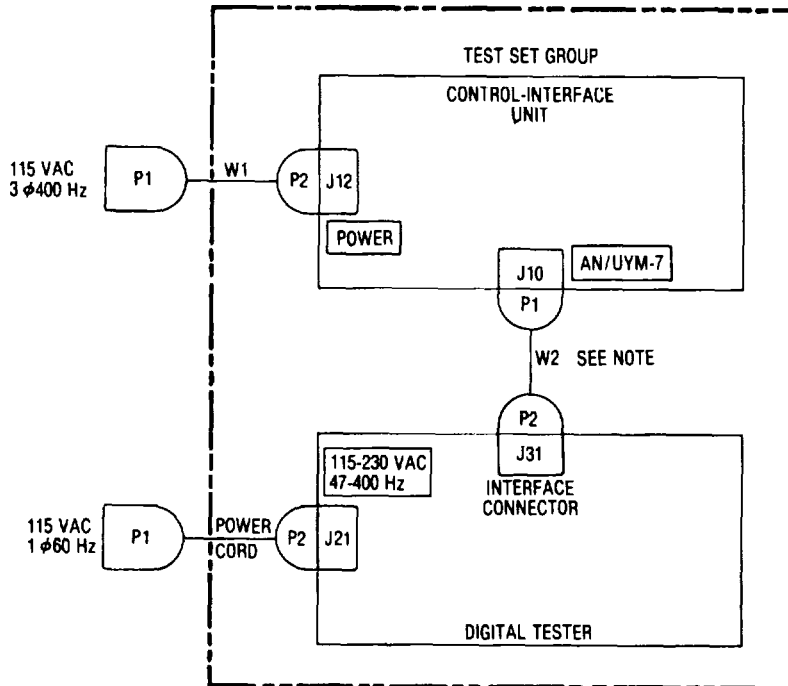 TEST SET GROUP
CONTROL-INTERFACE
UNIT
115 VAC
3 ϕ400 Hz
P1
W1
P2
J12
POWER
J10
AN/UYM-7
P1
W2 SEE NOTE
P2
J31
INTERFACE
CONNECTOR
115-230 VAC
47-400 Hz
115 VAC
1 ϕ60 Hz
P1
POWER
CORD
P2
J21
DIGITAL TESTER